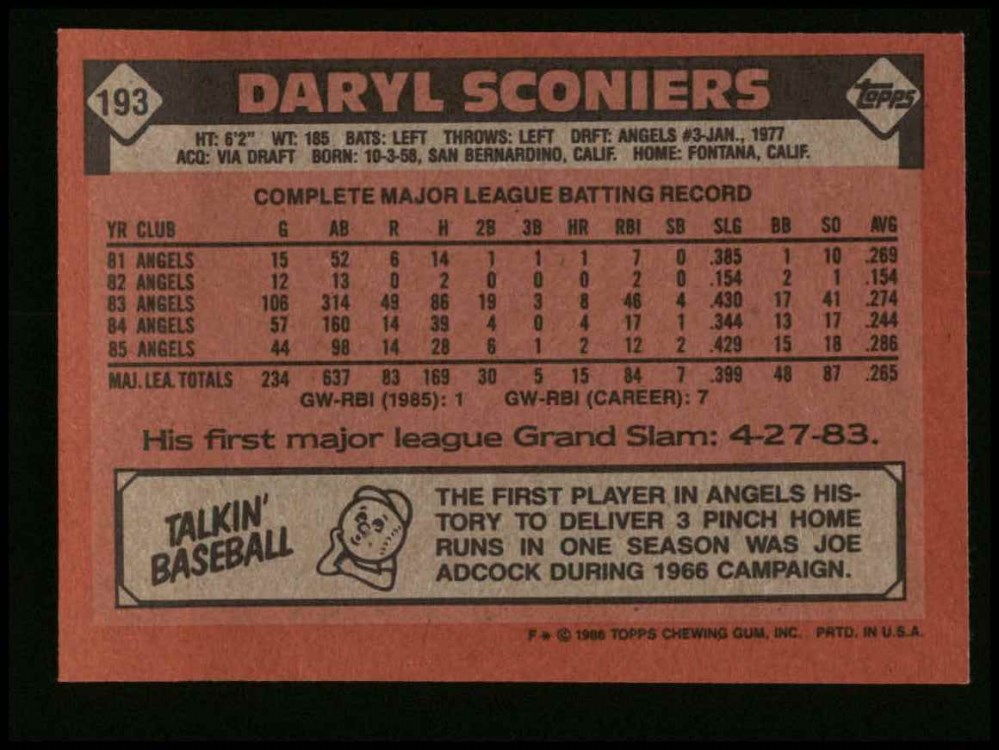 193
DARYL SCONIERS
topps
HT: 6'2" WT: 185 BATS: LEFT THROWS: LEFT DRFT: ANGELS #3-JAN., 1977
ACQ: VIA DRAFT BORN: 10-3-58, SAN BERNARDINO, CALIF. HOME: FONTANA, CALIF.
COMPLETE MAJOR LEAGUE BATTING RECORD
YR CLUB G AB R H 2B 3B HR RBI SB SLG BB SO AVG
81 ANGELS 15 52 6 14 1 1 1 7 0 .385 1 10 .269
82 ANGELS 12 13 0 2 0 0 0 2 0 .154 2 1 .154
83 ANGELS 106 314 49 86 19 3 8 46 4 .430 17 41 .274
84 ANGELS 57 160 14 39 4 0 4 17 1 .344 13 17 .244
85 ANGELS 44 98 14 28 6 1 2 12 2 .429 15 18 .286
MAJ. LEA. TOTALS 234 637 83 169 30 5 15 84 7 .399 48 87 .265
GW-RBI (1985): 1 GW-RBI (CAREER): 7
His first major league Grand Slam: 4-27-83.
TALKIN'
BASEBALL
THE FIRST PLAYER IN ANGELS HIS-
TORY TO DELIVER 3 PINCH HOME
RUNS IN ONE SEASON WAS JOE
ADCOCK DURING 1966 CAMPAIGN.
F * © 1986 TOPPS CHEWING GUM, INC. PRTD. IN U.S.A.